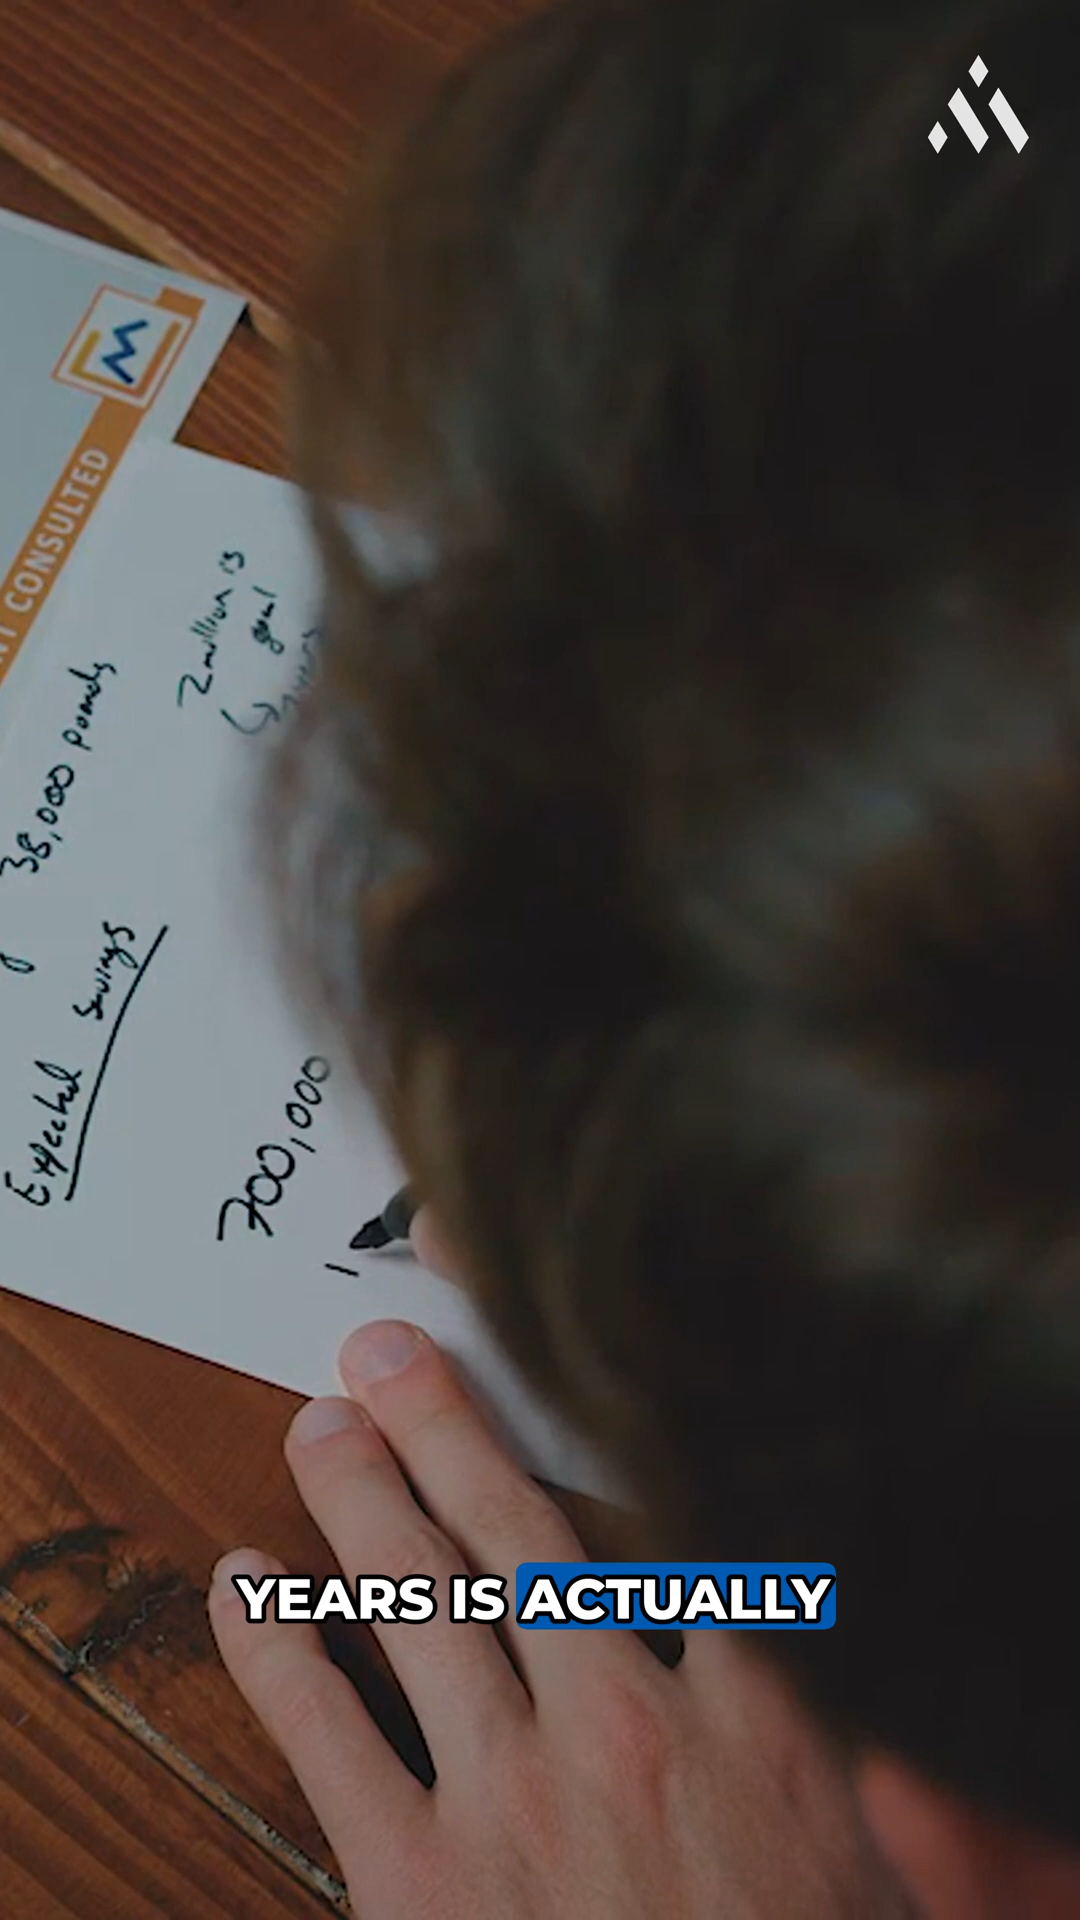 CONSULTED
2 million is
goal
38,000 pounds
Expected savings
700,000
YEARS IS ACTUALLY